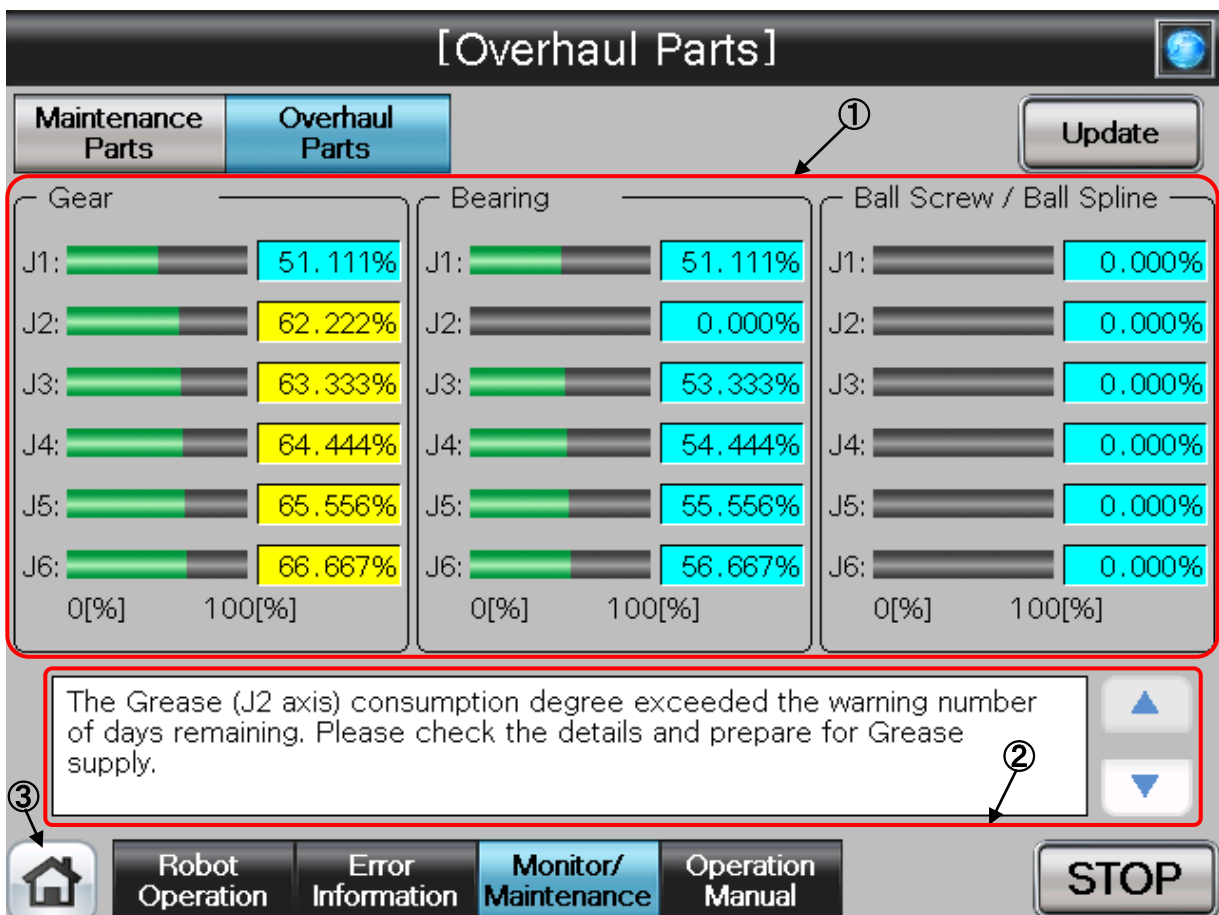 [Overhaul Parts]
Maintenance
Parts
Overhaul
Parts
①
Update
Gear
J1: 51.111%
J2: 62.222%
J3: 63.333%
J4: 64.444%
J5: 65.556%
J6: 66.667%
0[%] 100[%]
Bearing
J1: 51.111%
J2: 0.000%
J3: 53.333%
J4: 54.444%
J5: 55.556%
J6: 56.667%
0[%] 100[%]
Ball Screw / Ball Spline
J1: 0.000%
J2: 0.000%
J3: 0.000%
J4: 0.000%
J5: 0.000%
J6: 0.000%
0[%] 100[%]
The Grease (J2 axis) consumption degree exceeded the warning number
of days remaining. Please check the details and prepare for Grease
supply.
②
③
Robot
Operation
Error
Information
Monitor/
Maintenance
Operation
Manual
STOP